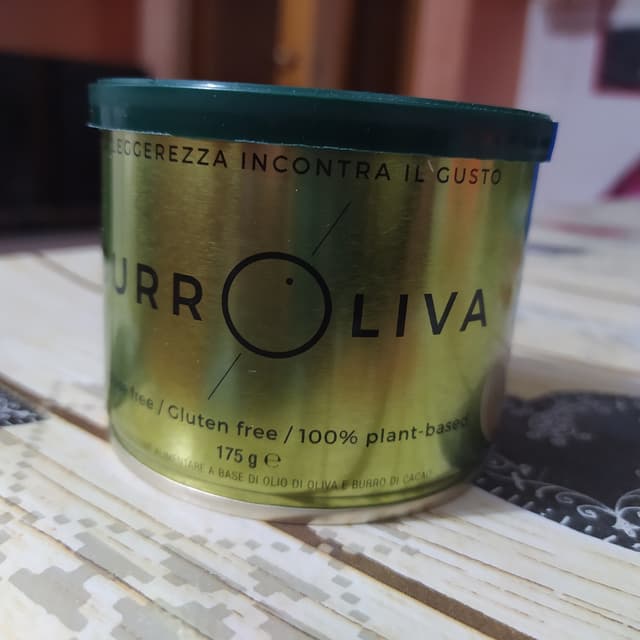 LEGGEREZZA INCONTRA IL GUSTO
URROLIVA
free / Gluten free / 100% plant-based
175 g ℮
ALIMENTARE A BASE DI OLIO DI OLIVA E BURRO DI CACAO